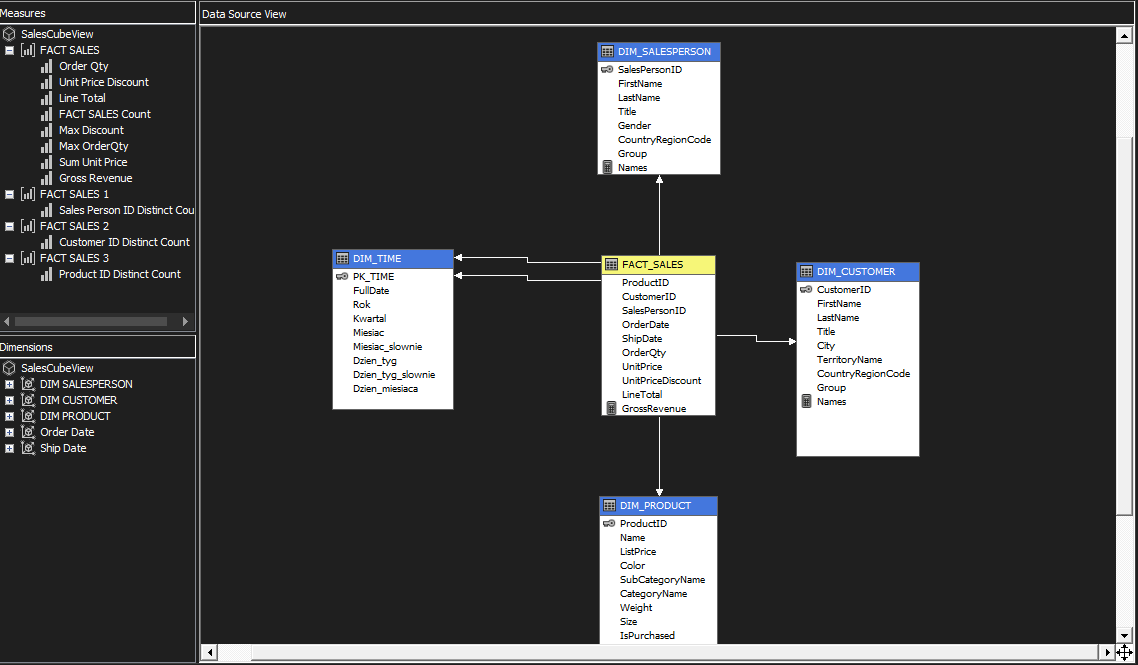 Measures
SalesCubeView
FACT SALES
Order Qty
Unit Price Discount
Line Total
FACT SALES Count
Max Discount
Max OrderQty
Sum Unit Price
Gross Revenue
FACT SALES 1
Sales Person ID Distinct Cou
FACT SALES 2
Customer ID Distinct Count
FACT SALES 3
Product ID Distinct Count
Dimensions
SalesCubeView
DIM SALESPERSON
DIM CUSTOMER
DIM PRODUCT
Order Date
Ship Date
Data Source View
DIM_SALESPERSON
SalesPersonID
FirstName
LastName
Title
Gender
CountryRegionCode
Group
Names
DIM_TIME
PK_TIME
FullDate
Rok
Kwartal
Miesiac
Miesiac_slownie
Dzien_tyg
Dzien_tyg_slownie
Dzien_miesiaca
FACT_SALES
ProductID
CustomerID
SalesPersonID
OrderDate
ShipDate
OrderQty
UnitPrice
UnitPriceDiscount
LineTotal
GrossRevenue
DIM_CUSTOMER
CustomerID
FirstName
LastName
Title
City
TerritoryName
CountryRegionCode
Group
Names
DIM_PRODUCT
ProductID
Name
ListPrice
Color
SubCategoryName
CategoryName
Weight
Size
IsPurchased